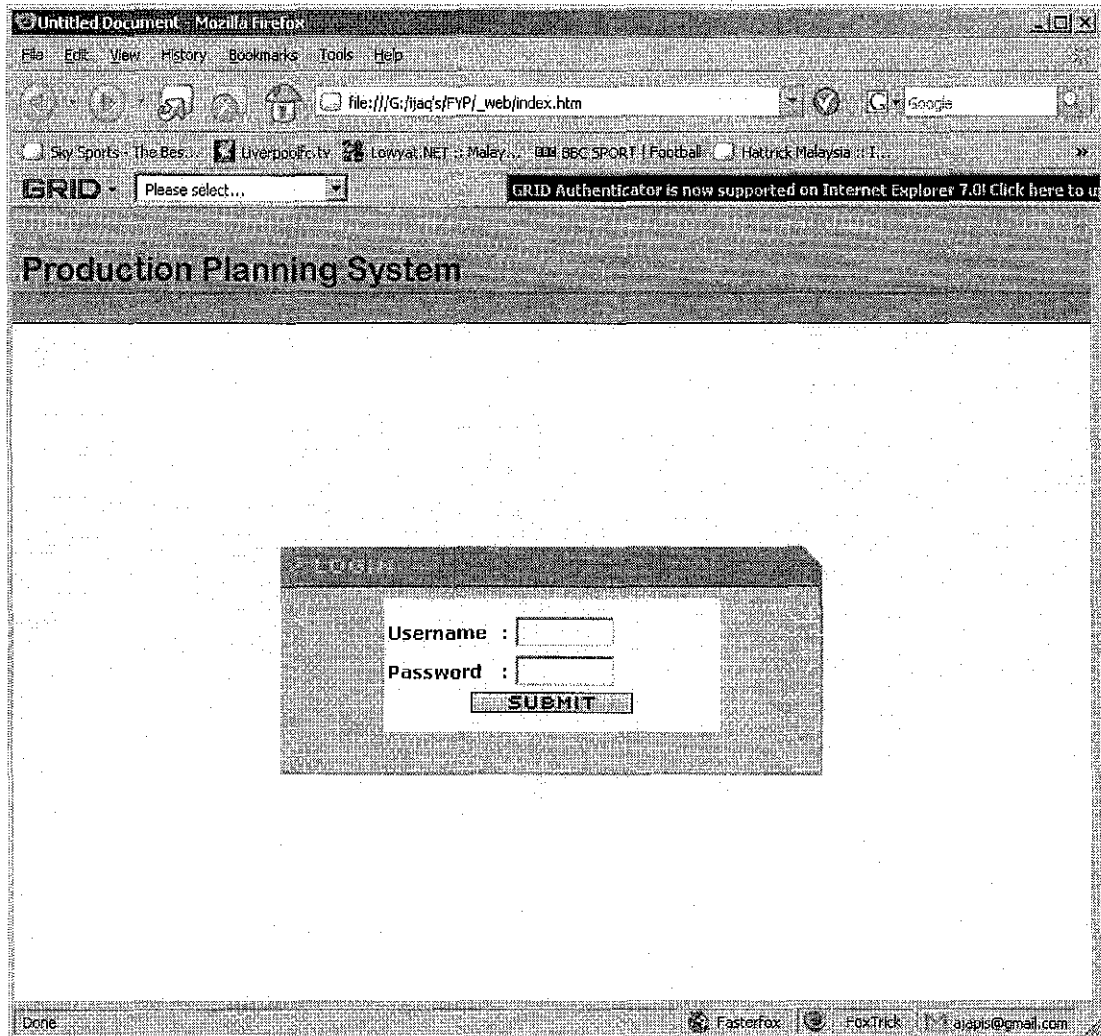 Untitled Document - Mozilla Firefox
File Edit View History Bookmarks Tools Help
file:///G:/ijaq's/FYP/_web/index.htm Google
Sky Sports - The Bes... Liverpoolfc.tv Lowyat.NET :: Malay... BBC SPORT | Football Hattrick Malaysia :: I... »
GRID Please select... GRID Authenticator is now supported on Internet Explorer 7.0! Click here to u
Production Planning System
Username :
Password :
SUBMIT
Done Fasterfox FoxTrick ajapis@gmail.com